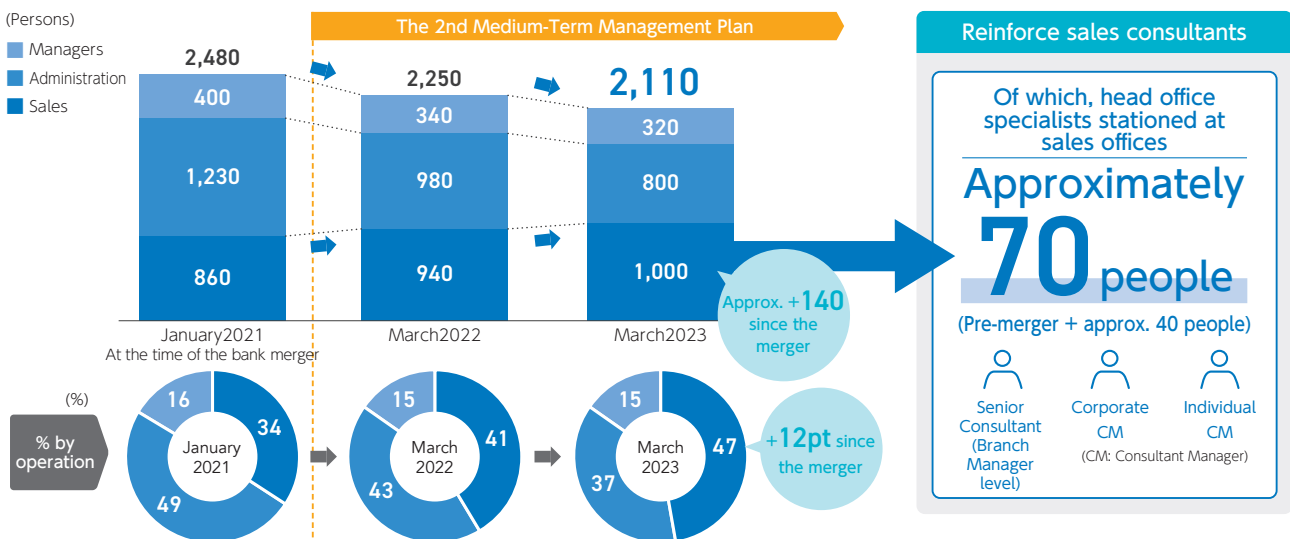 (Persons)
Managers
Administration
Sales
The 2nd Medium-Term Management Plan
2,480
400
1,230
860
2,250
340
980
940
2,110
320
800
1,000
January2021
At the time of the bank merger
March2022
March2023
Approx. +140
since the
merger
(%)
% by
operation
16
34
49
January
2021
15
41
43
March
2022
15
47
37
March
2023
+12pt since
the merger
Reinforce sales consultants
Of which, head office
specialists stationed at
sales offices
Approximately
70 people
(Pre-merger + approx. 40 people)
Senior
Consultant
(Branch
Manager
level)
Corporate
CM
Individual
CM
(CM: Consultant Manager)